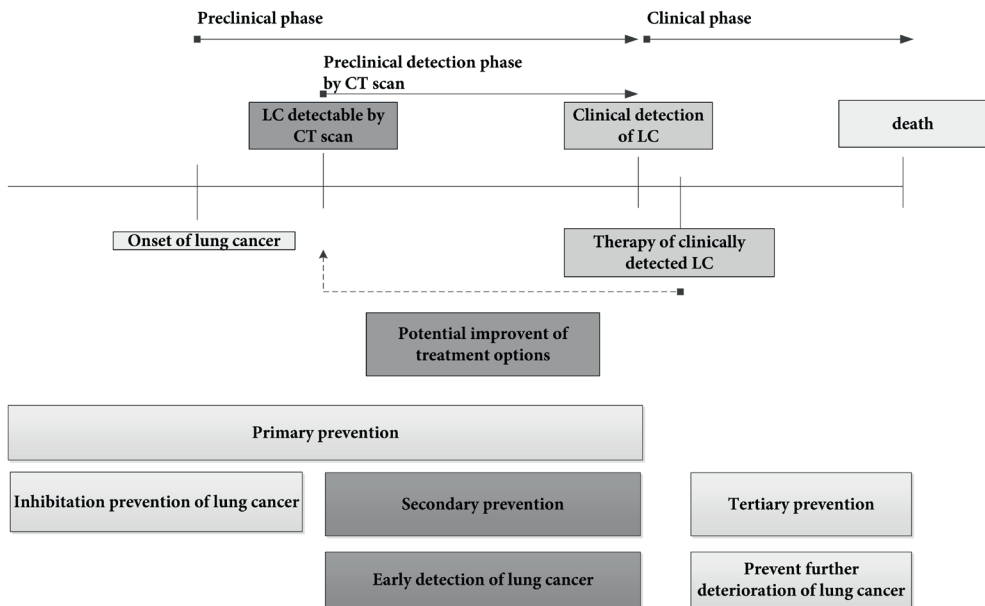 Preclinical phase
Clinical phase
Preclinical detection phase
by CT scan
LC detectable by
CT scan
Clinical detection
of LC
death
Onset of lung cancer
Therapy of clinically
detected LC
Potential improvent of
treatment options
Primary prevention
Inhibitation prevention of lung cancer
Secondary prevention
Tertiary prevention
Early detection of lung cancer
Prevent further
deterioration of lung cancer